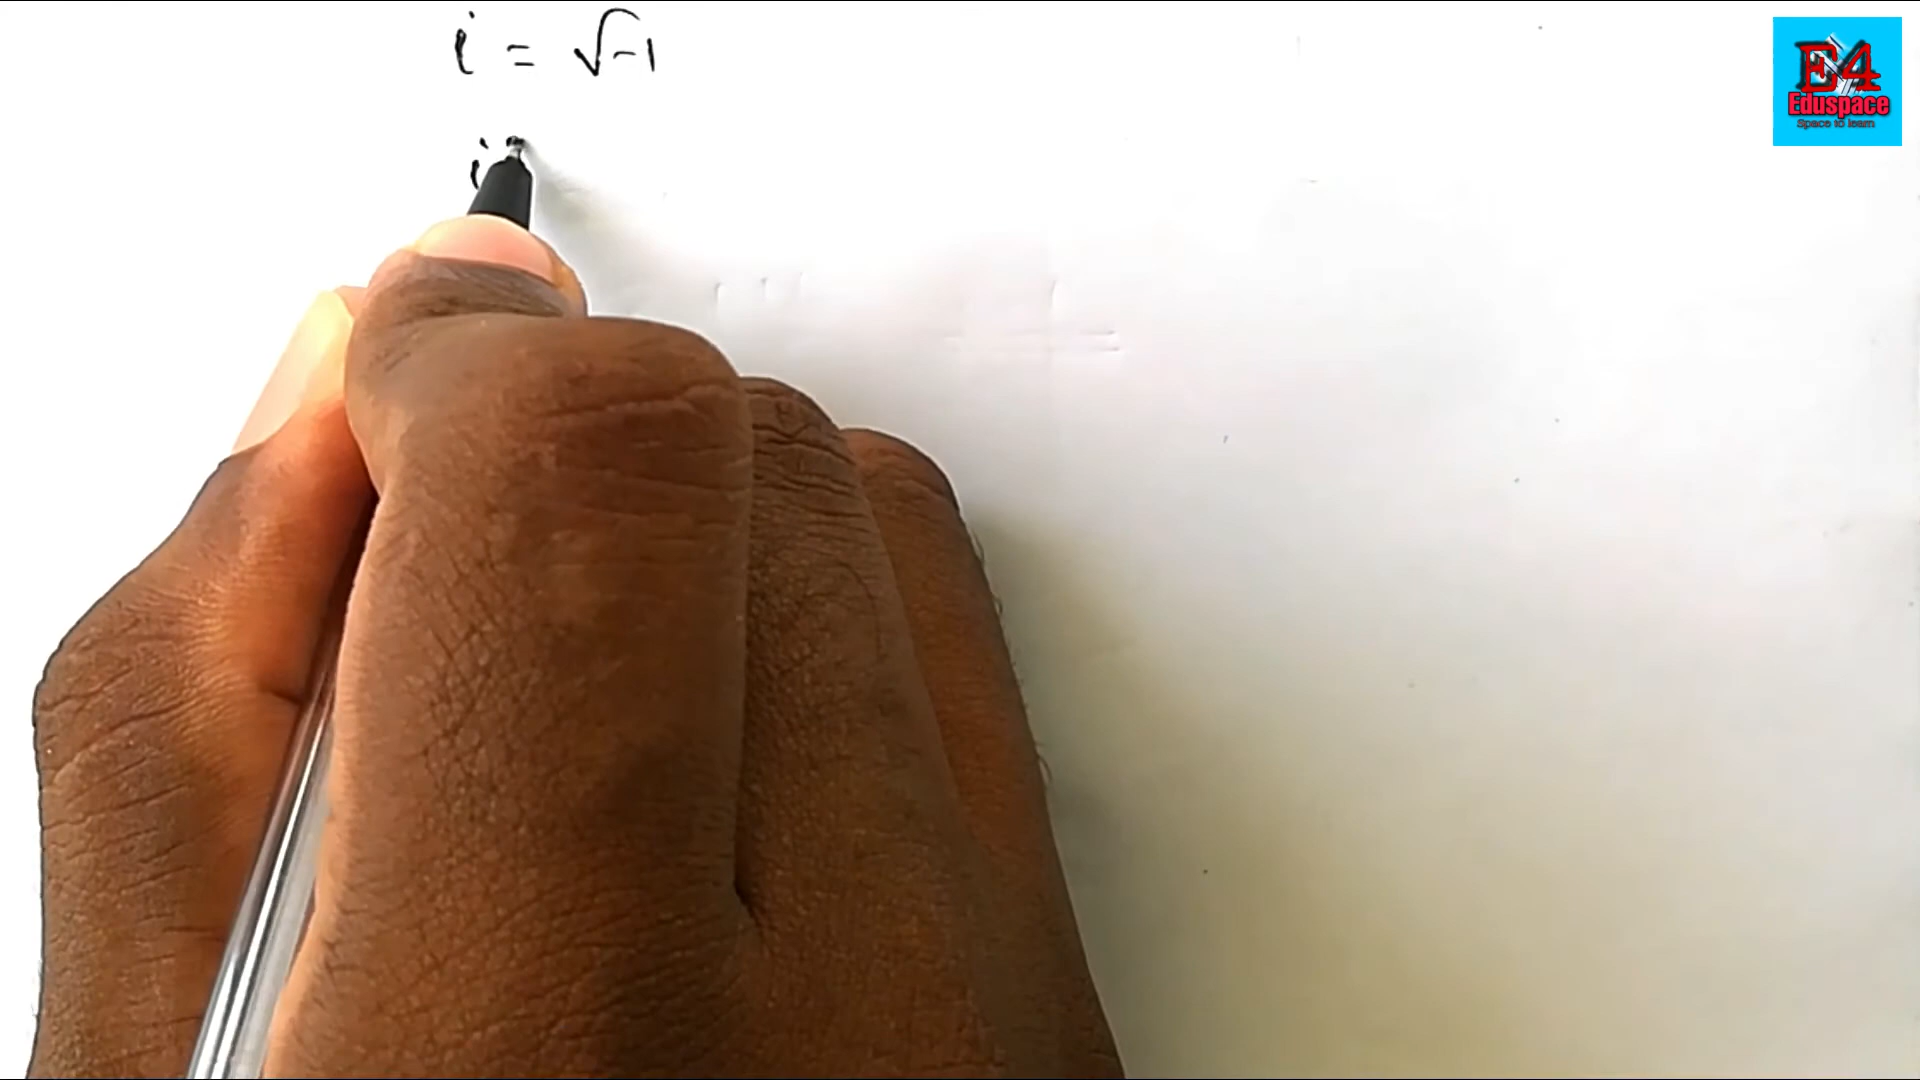 i = √-1
i
E4
Eduspace
Space to learn